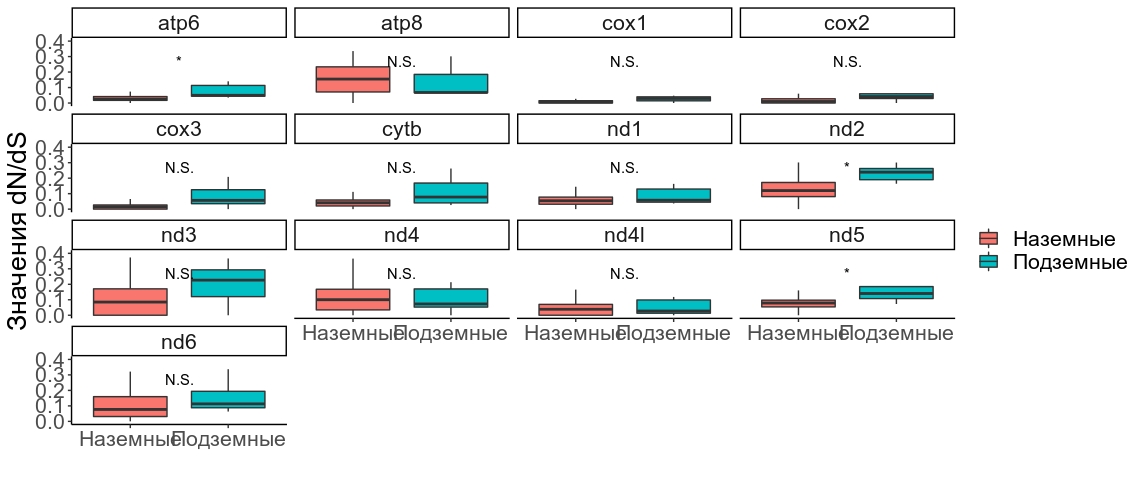 atp6 atp8 cox1 cox2
0.4
0.3
0.2
0.1
0.0
* N.S. N.S. N.S.
cox3 cytb nd1 nd2
0.4
0.3
0.2
0.1
0.0
N.S. N.S. N.S. *
Значения dN/dS
nd3 nd4 nd4l nd5
0.4
0.3
0.2
0.1
0.0
N.S. N.S. N.S. *
Наземные Подземные Наземные Подземные Наземные Подземные
nd6
0.4
0.3
0.2
0.1
0.0
N.S.
Наземные Подземные
Наземные
Подземные